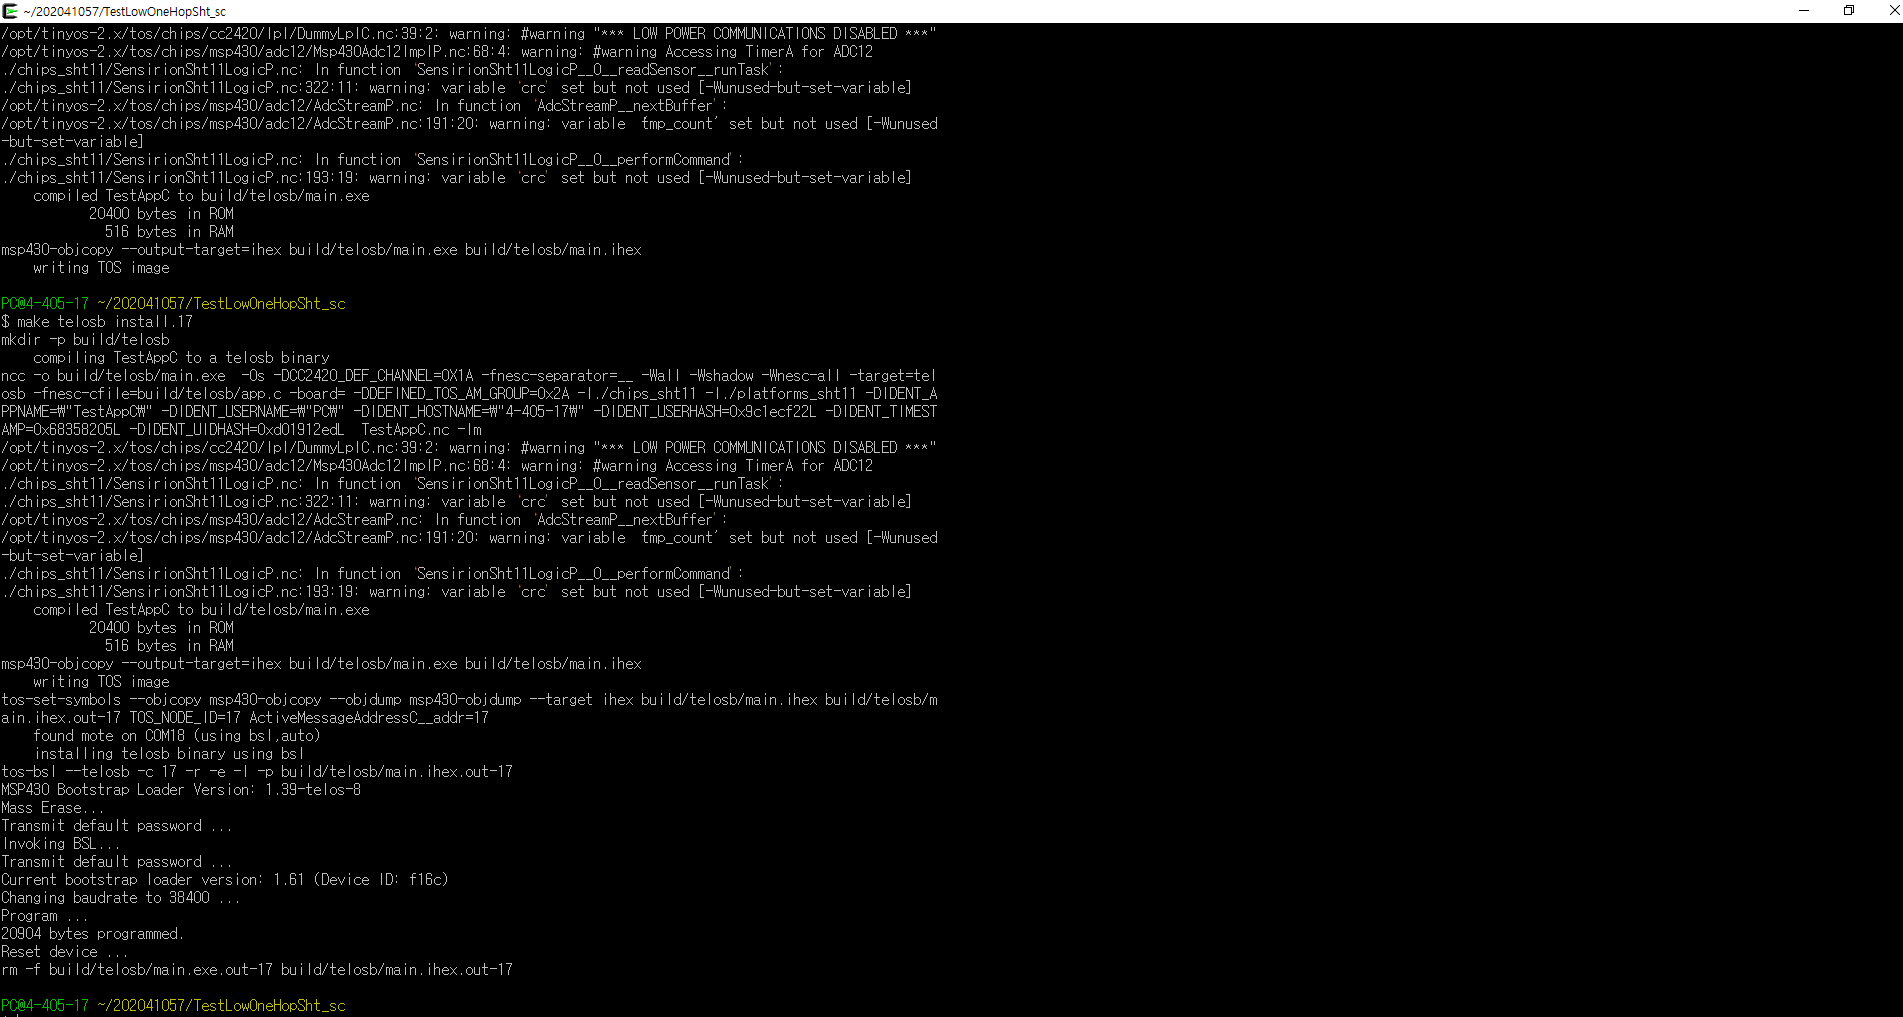 ~/202041057/TestLowOneHopSht_sc
/opt/tinyos-2.x/tos/chips/cc2420/lpl/DummyLplC.nc:39:2: warning: #warning "*** LOW POWER COMMUNICATIONS DISABLED ***"
/opt/tinyos-2.x/tos/chips/msp430/adc12/Msp430Adc12ImplP.nc:68:4: warning: #warning Accessing TimerA for ADC12
./chips_sht11/SensirionSht11LogicP.nc: In function ‘SensirionSht11LogicP__0__readSensor__runTask’:
./chips_sht11/SensirionSht11LogicP.nc:322:11: warning: variable ‘crc’ set but not used [-Wunused-but-set-variable]
/opt/tinyos-2.x/tos/chips/msp430/adc12/AdcStreamP.nc: In function ‘AdcStreamP__nextBuffer’:
/opt/tinyos-2.x/tos/chips/msp430/adc12/AdcStreamP.nc:191:20: warning: variable ‘tmp_count’ set but not used [-Wunused
-but-set-variable]
./chips_sht11/SensirionSht11LogicP.nc: In function ‘SensirionSht11LogicP__0__performCommand’:
./chips_sht11/SensirionSht11LogicP.nc:193:19: warning: variable ‘crc’ set but not used [-Wunused-but-set-variable]
compiled TestAppC to build/telosb/main.exe
20400 bytes in ROM
516 bytes in RAM
msp430-objcopy --output-target=ihex build/telosb/main.exe build/telosb/main.ihex
writing TOS image
PC@4-405-17 ~/202041057/TestLowOneHopSht_sc
$ make telosb install.17
mkdir -p build/telosb
compiling TestAppC to a telosb binary
ncc -o build/telosb/main.exe  -Os -DCC2420_DEF_CHANNEL=0X1A -fnesc-separator=__ -Wall -Wshadow -Wnesc-all -target=tel
osb -fnesc-cfile=build/telosb/app.c -board= -DDEFINED_TOS_AM_GROUP=0x2A -I./chips_sht11 -I./platforms_sht11 -DIDENT_A
PPNAME=₩"TestAppC₩" -DIDENT_USERNAME=₩"PC₩" -DIDENT_HOSTNAME=₩"4-405-17₩" -DIDENT_USERHASH=0x9c1ecf22L -DIDENT_TIMEST
AMP=0x68358205L -DIDENT_UIDHASH=0xd01912edL  TestAppC.nc -lm
/opt/tinyos-2.x/tos/chips/cc2420/lpl/DummyLplC.nc:39:2: warning: #warning "*** LOW POWER COMMUNICATIONS DISABLED ***"
/opt/tinyos-2.x/tos/chips/msp430/adc12/Msp430Adc12ImplP.nc:68:4: warning: #warning Accessing TimerA for ADC12
./chips_sht11/SensirionSht11LogicP.nc: In function ‘SensirionSht11LogicP__0__readSensor__runTask’:
./chips_sht11/SensirionSht11LogicP.nc:322:11: warning: variable ‘crc’ set but not used [-Wunused-but-set-variable]
/opt/tinyos-2.x/tos/chips/msp430/adc12/AdcStreamP.nc: In function ‘AdcStreamP__nextBuffer’:
/opt/tinyos-2.x/tos/chips/msp430/adc12/AdcStreamP.nc:191:20: warning: variable ‘tmp_count’ set but not used [-Wunused
-but-set-variable]
./chips_sht11/SensirionSht11LogicP.nc: In function ‘SensirionSht11LogicP__0__performCommand’:
./chips_sht11/SensirionSht11LogicP.nc:193:19: warning: variable ‘crc’ set but not used [-Wunused-but-set-variable]
compiled TestAppC to build/telosb/main.exe
20400 bytes in ROM
516 bytes in RAM
msp430-objcopy --output-target=ihex build/telosb/main.exe build/telosb/main.ihex
writing TOS image
tos-set-symbols --objcopy msp430-objcopy --objdump msp430-objdump --target ihex build/telosb/main.ihex build/telosb/m
ain.ihex.out-17 TOS_NODE_ID=17 ActiveMessageAddressC__addr=17
found mote on COM18 (using bsl,auto)
installing telosb binary using bsl
tos-bsl --telosb -c 17 -r -e -I -p build/telosb/main.ihex.out-17
MSP430 Bootstrap Loader Version: 1.39-telos-8
Mass Erase...
Transmit default password ...
Invoking BSL...
Transmit default password ...
Current bootstrap loader version: 1.61 (Device ID: f16c)
Changing baudrate to 38400 ...
Program ...
20904 bytes programmed.
Reset device ...
rm -f build/telosb/main.exe.out-17 build/telosb/main.ihex.out-17
PC@4-405-17 ~/202041057/TestLowOneHopSht_sc